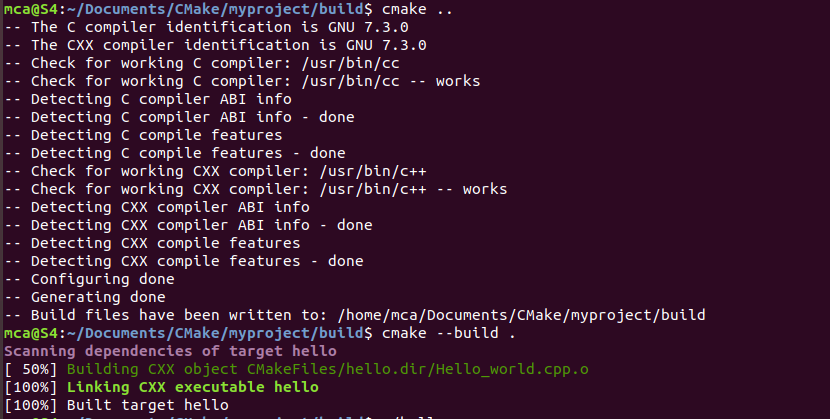 mca@S4:~/Documents/CMake/myproject/build$ cmake ..
-- The C compiler identification is GNU 7.3.0
-- The CXX compiler identification is GNU 7.3.0
-- Check for working C compiler: /usr/bin/cc
-- Check for working C compiler: /usr/bin/cc -- works
-- Detecting C compiler ABI info
-- Detecting C compiler ABI info - done
-- Detecting C compile features
-- Detecting C compile features - done
-- Check for working CXX compiler: /usr/bin/c++
-- Check for working CXX compiler: /usr/bin/c++ -- works
-- Detecting CXX compiler ABI info
-- Detecting CXX compiler ABI info - done
-- Detecting CXX compile features
-- Detecting CXX compile features - done
-- Configuring done
-- Generating done
-- Build files have been written to: /home/mca/Documents/CMake/myproject/build
mca@S4:~/Documents/CMake/myproject/build$ cmake --build .
Scanning dependencies of target hello
[ 50%] Building CXX object CMakeFiles/hello.dir/Hello_world.cpp.o
[100%] Linking CXX executable hello
[100%] Built target hello